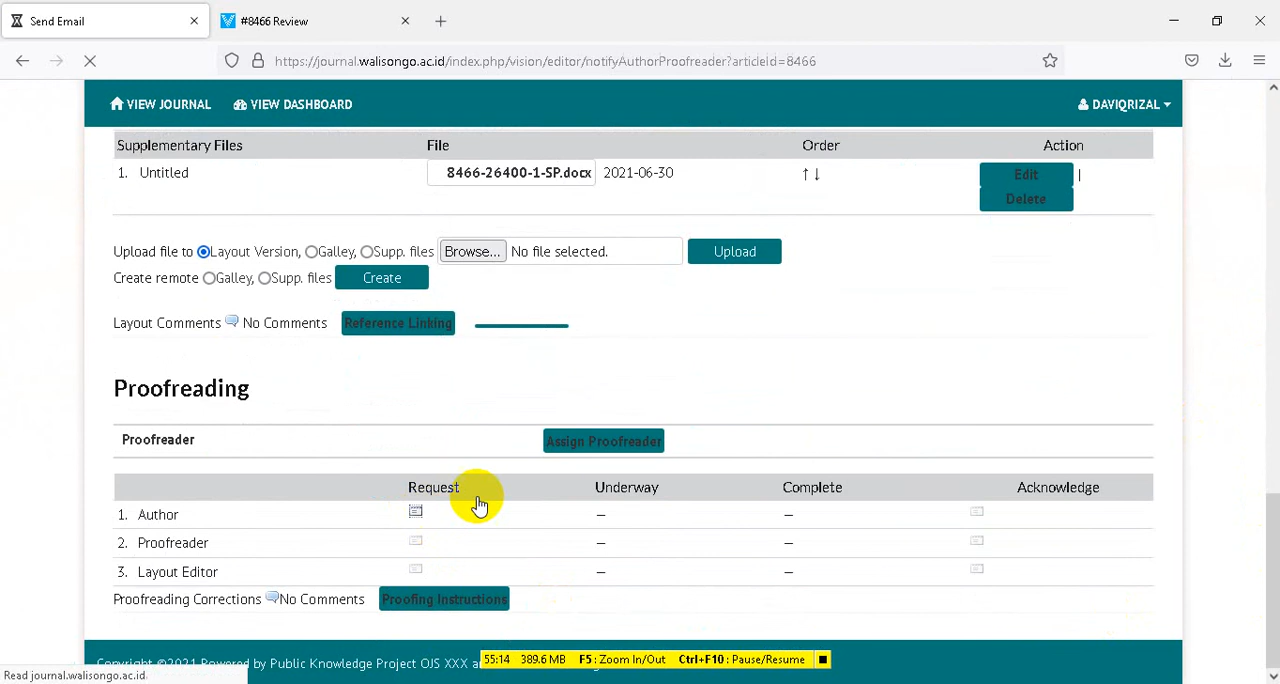 Send Email
#8466 Review
https://journal.walisongo.ac.id/index.php/vision/editor/notifyAuthorProofreader?articleId=8466
VIEW JOURNAL VIEW DASHBOARD DAVIQRIZAL
Supplementary Files File Order Action
1. Untitled 8466-26400-1-SP.docx 2021-06-30 ↑ ↓ Edit |
Delete
Upload file to Layout Version, Galley, Supp. files Browse... No file selected. Upload
Create remote Galley, Supp. files Create
Layout Comments No Comments Reference Linking
Proofreading
Proofreader Assign Proofreader
Request Underway Complete Acknowledge
1. Author — —
2. Proofreader — —
3. Layout Editor — —
Proofreading Corrections No Comments Proofing Instructions
Copyright ©2021 Powered by Public Knowledge Project OJS XXX
55:14 389.6 MB F5 : Zoom In/Out Ctrl+F10 : Pause/Resume
Read journal.walisongo.ac.id